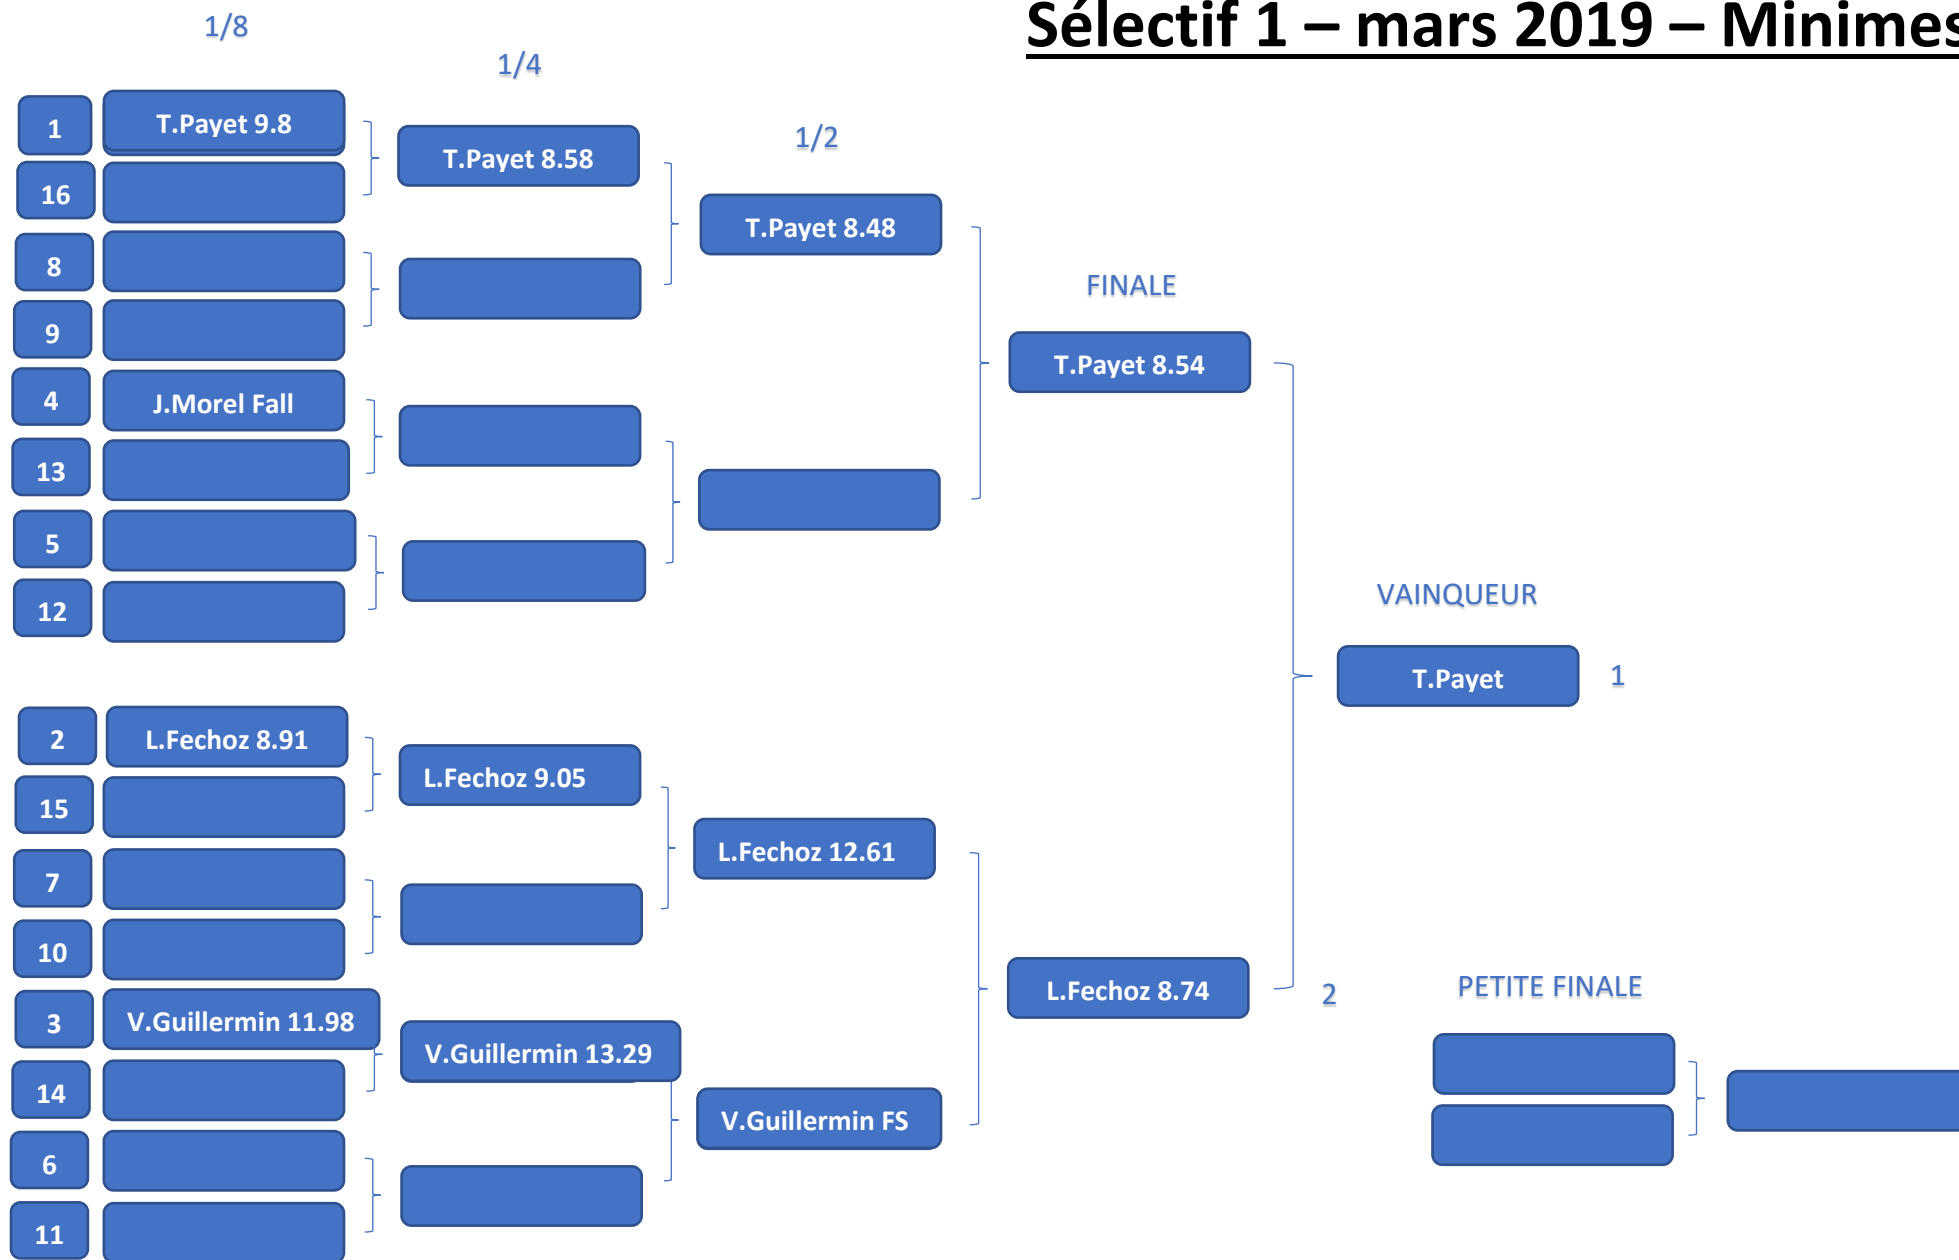 Sélectif 1 – mars 2019 – Minimes
1/8
1/4
1/2
FINALE
VAINQUEUR
1 T.Payet 9.8
16
8
9
4 J.Morel Fall
13
5
12
T.Payet 8.58
T.Payet 8.48
T.Payet 8.54
T.Payet 1
2 L.Fechoz 8.91
15
7
10
3 V.Guillermin 11.98
14
6
11
L.Fechoz 9.05
V.Guillermin 13.29
L.Fechoz 12.61
V.Guillermin FS
L.Fechoz 8.74 2
PETITE FINALE